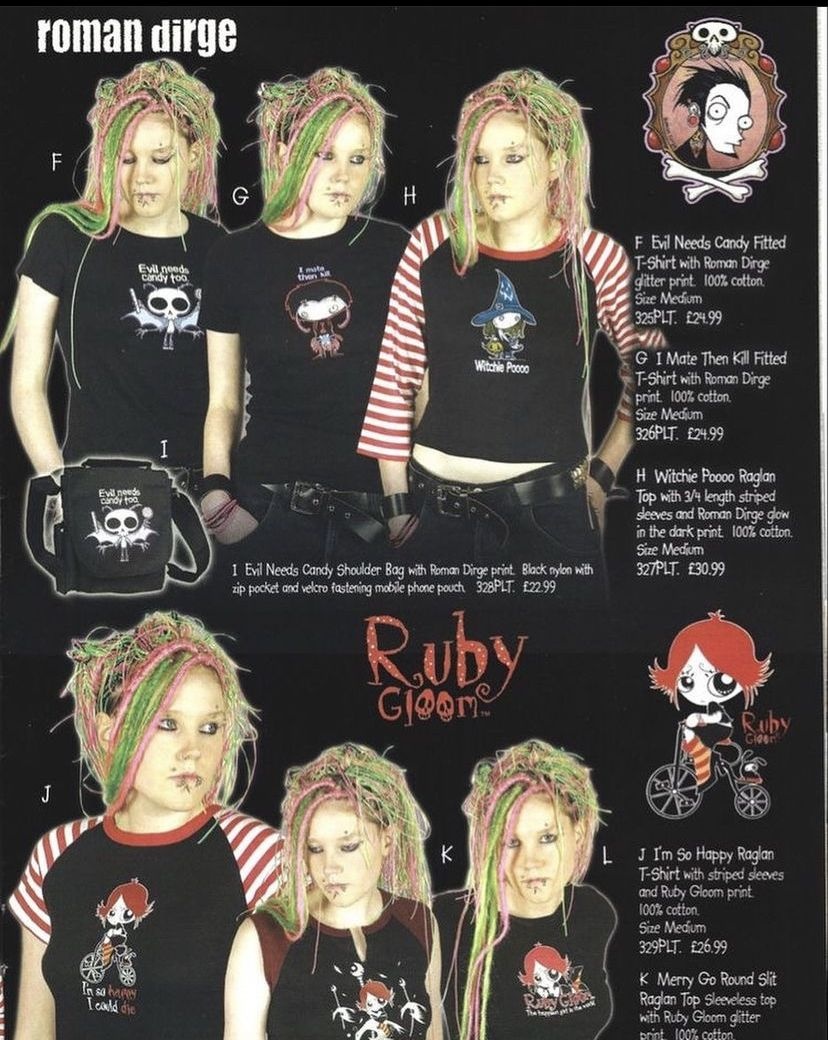 roman dirge
F
G
H
Evil needs
candy too.
I mate
then kill
Witchie Poooo
F Evil Needs Candy Fitted
T-Shirt with Roman Dirge
glitter print. 100% cotton.
Size Medium
325PLT. £24.99
G I Mate Then Kill Fitted
T-Shirt with Roman Dirge
print. 100% cotton.
Size Medium
326PLT. £24.99
H Witchie Poooo Raglan
Top with 3/4 length striped
sleeves and Roman Dirge glow
in the dark print. 100% cotton.
Size Medium
327PLT. £30.99
I
Evil needs
candy too.
I Evil Needs Candy Shoulder Bag with Roman Dirge print. Black nylon with
zip pocket and velcro fastening mobile phone pouch. 328PLT. £22.99
Ruby
Gloom™
Ruby
Gloom
J
K
L
I'm so happy
I could die
Ruby Gloom
The happiest girl in the world
J I'm So Happy Raglan
T-Shirt with striped sleeves
and Ruby Gloom print.
100% cotton.
Size Medium
329PLT. £26.99
K Merry Go Round Slit
Raglan Top Sleeveless top
with Ruby Gloom glitter
print. 100% cotton.